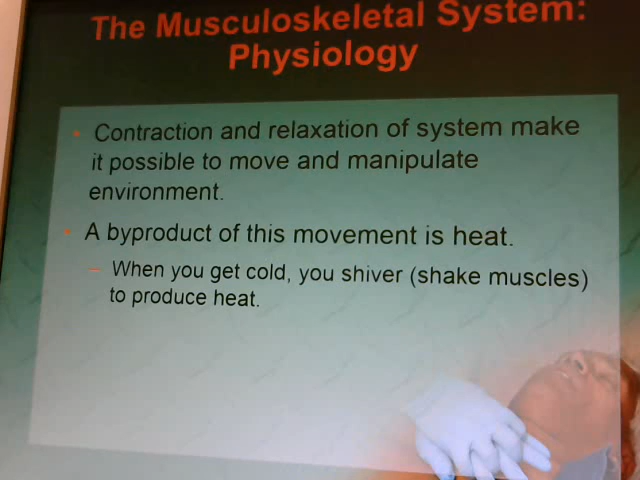 The Musculoskeletal System:
Physiology
• Contraction and relaxation of system make
it possible to move and manipulate
environment.
• A byproduct of this movement is heat.
– When you get cold, you shiver (shake muscles)
to produce heat.